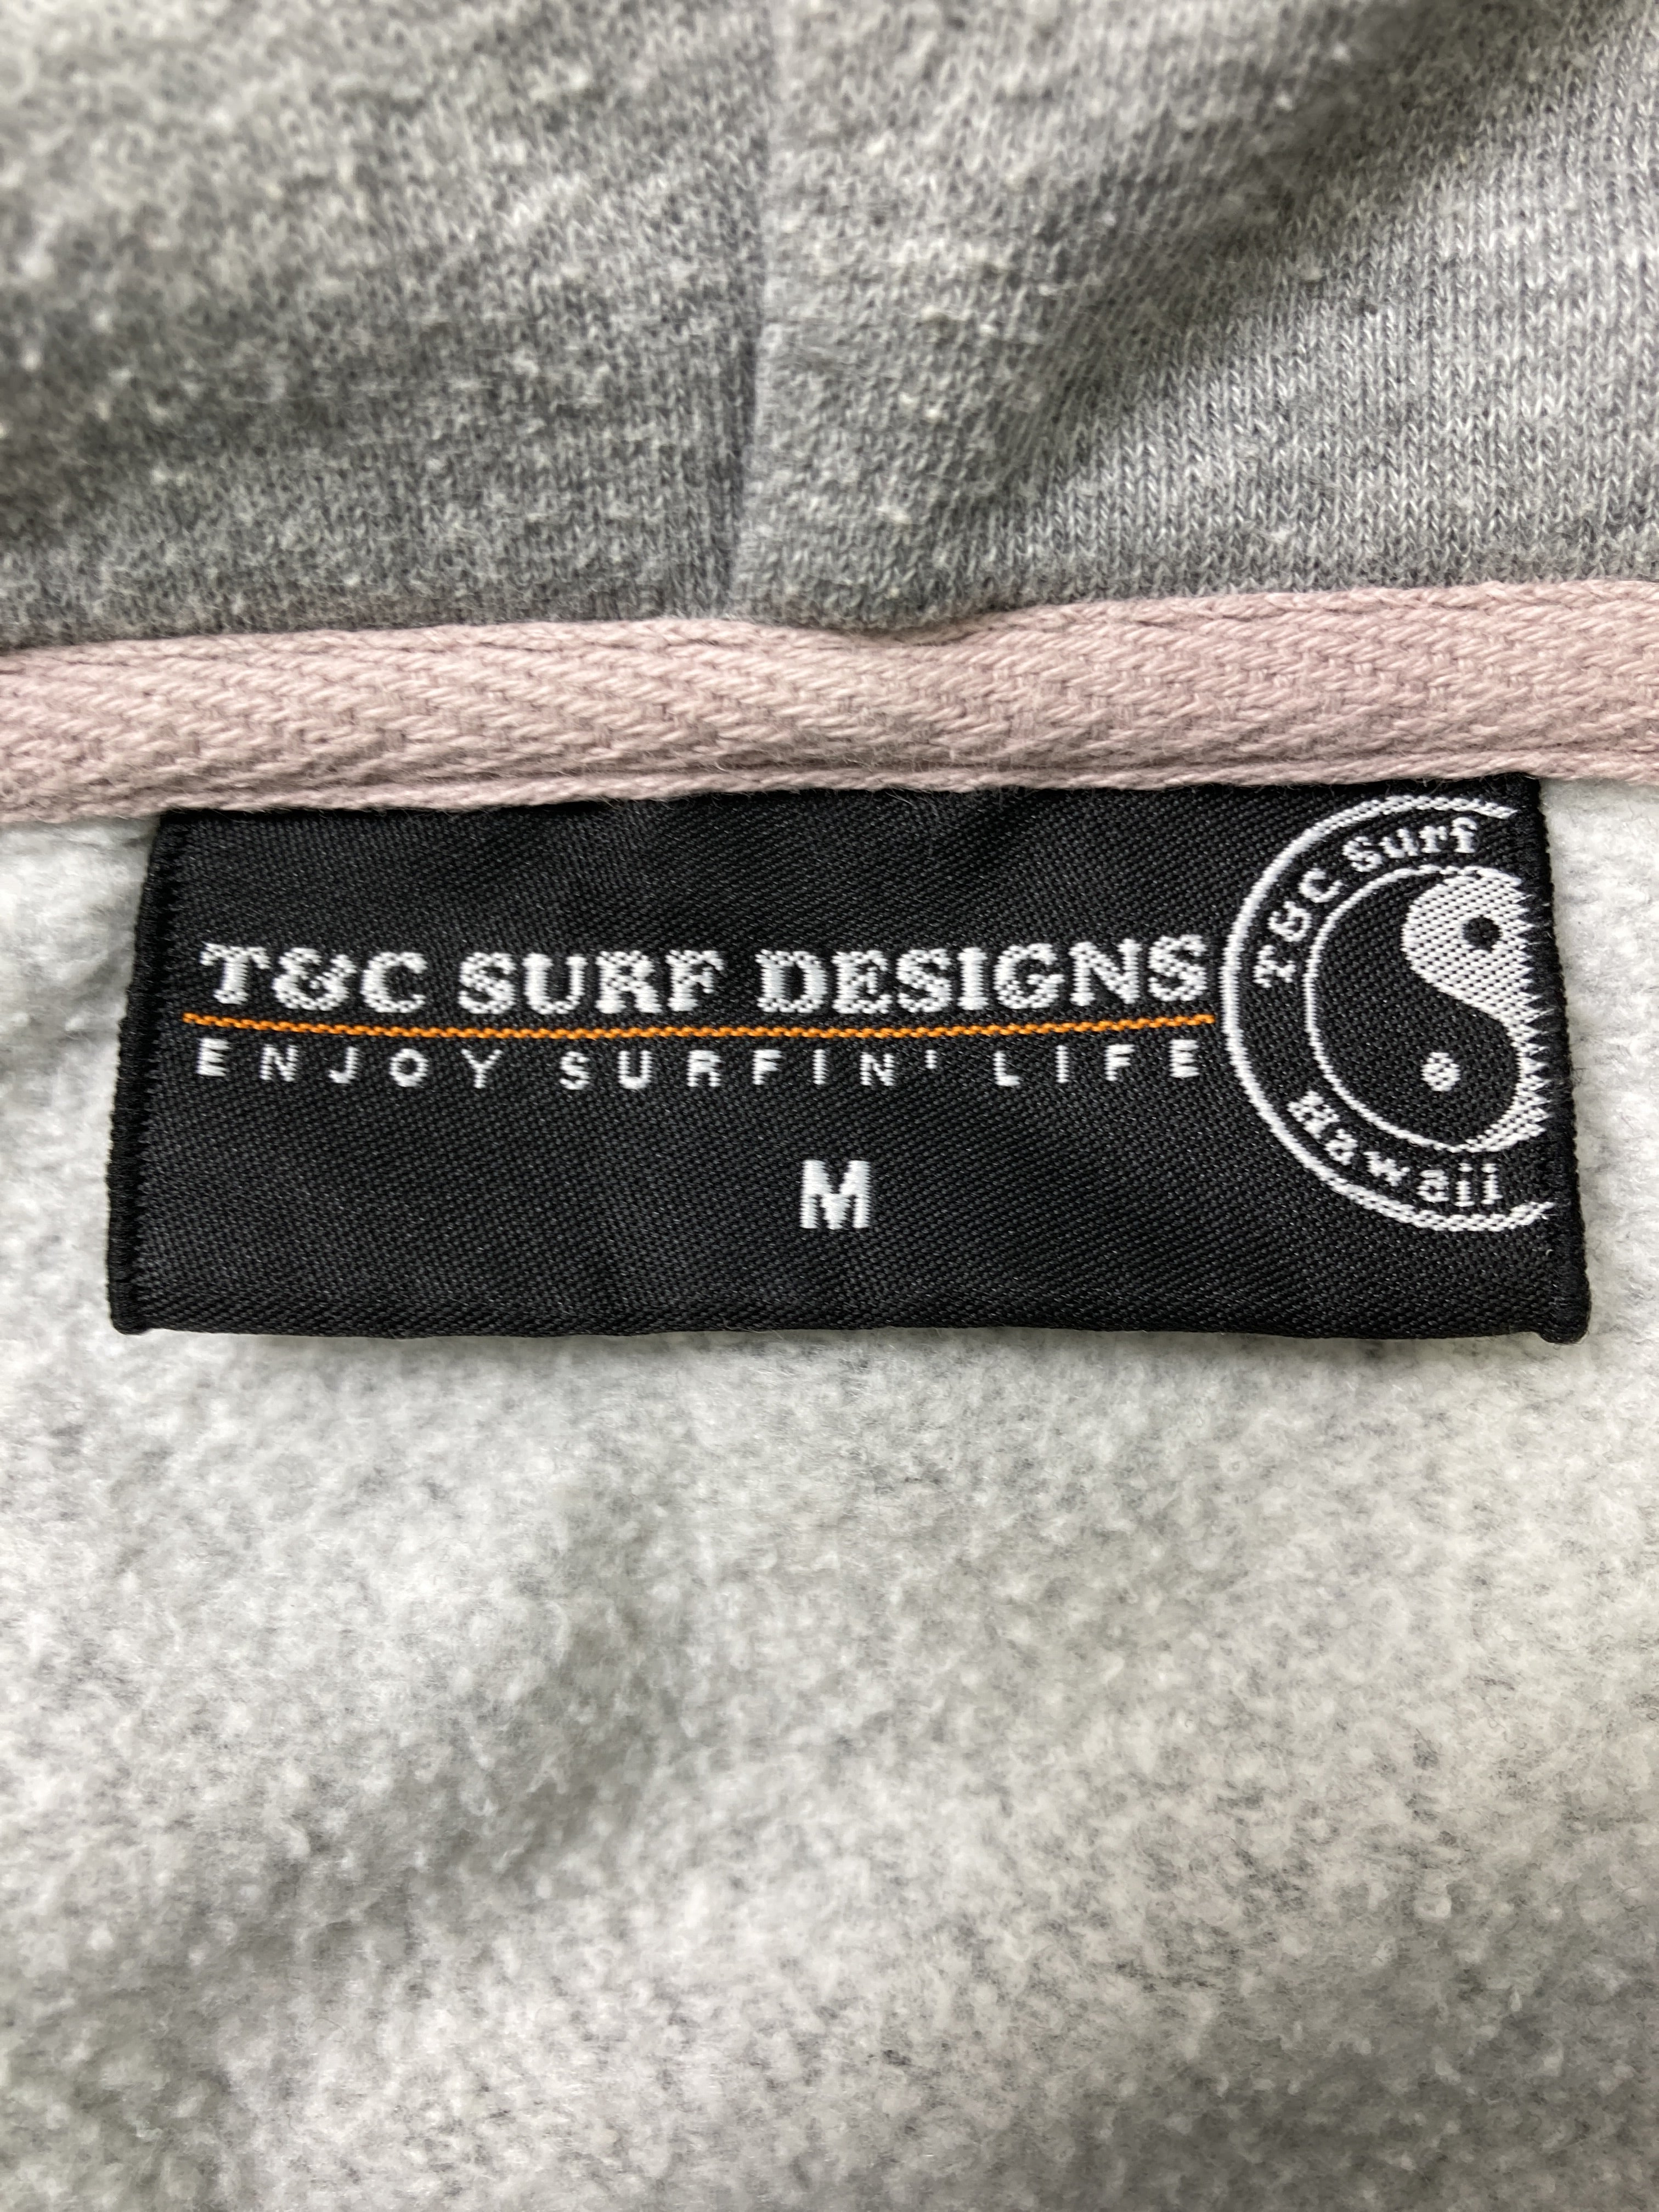 T&C SURF DESIGNS
ENJOY SURFIN' LIFE
M
T&C Surf
Hawaii